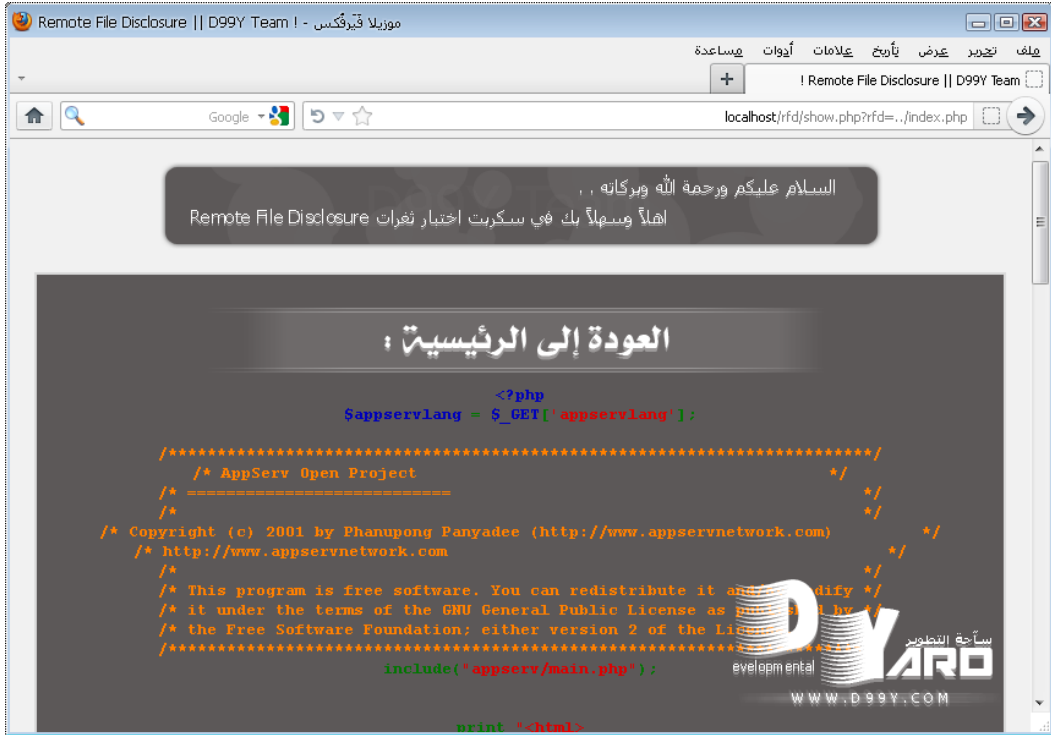 Remote File Disclosure || D99Y Team ! - موزيلا فَيَرفُكس
ملف تحرير عرض تأريخ علامات أدوات مساعدة
! Remote File Disclosure || D99Y Team
Google
localhost/rfd/show.php?rfd=../index.php
السلام عليكم ورحمة الله وبركاته , ,
اهلاً وسهلاً بك في سكربت اختبار ثغرات Remote File Disclosure
العودة إلى الرئيسية :
<?php
$appservlang = $_GET['appservlang'];
/***********************************************************************/
/* AppServ Open Project */
/* =========================== */
/* */
/* Copyright (c) 2001 by Phanupong Panyadee (http://www.appservnetwork.com) */
/* http://www.appservnetwork.com */
/* */
/* This program is free software. You can redistribute it and/or modify */
/* it under the terms of the GNU General Public License as published by */
/* the Free Software Foundation; either version 2 of the License
/***********************************************************************/
include("appserv/main.php");
print "<html>
سآحة التطوير
D YARD
evelopmental
WWW.D99Y.COM